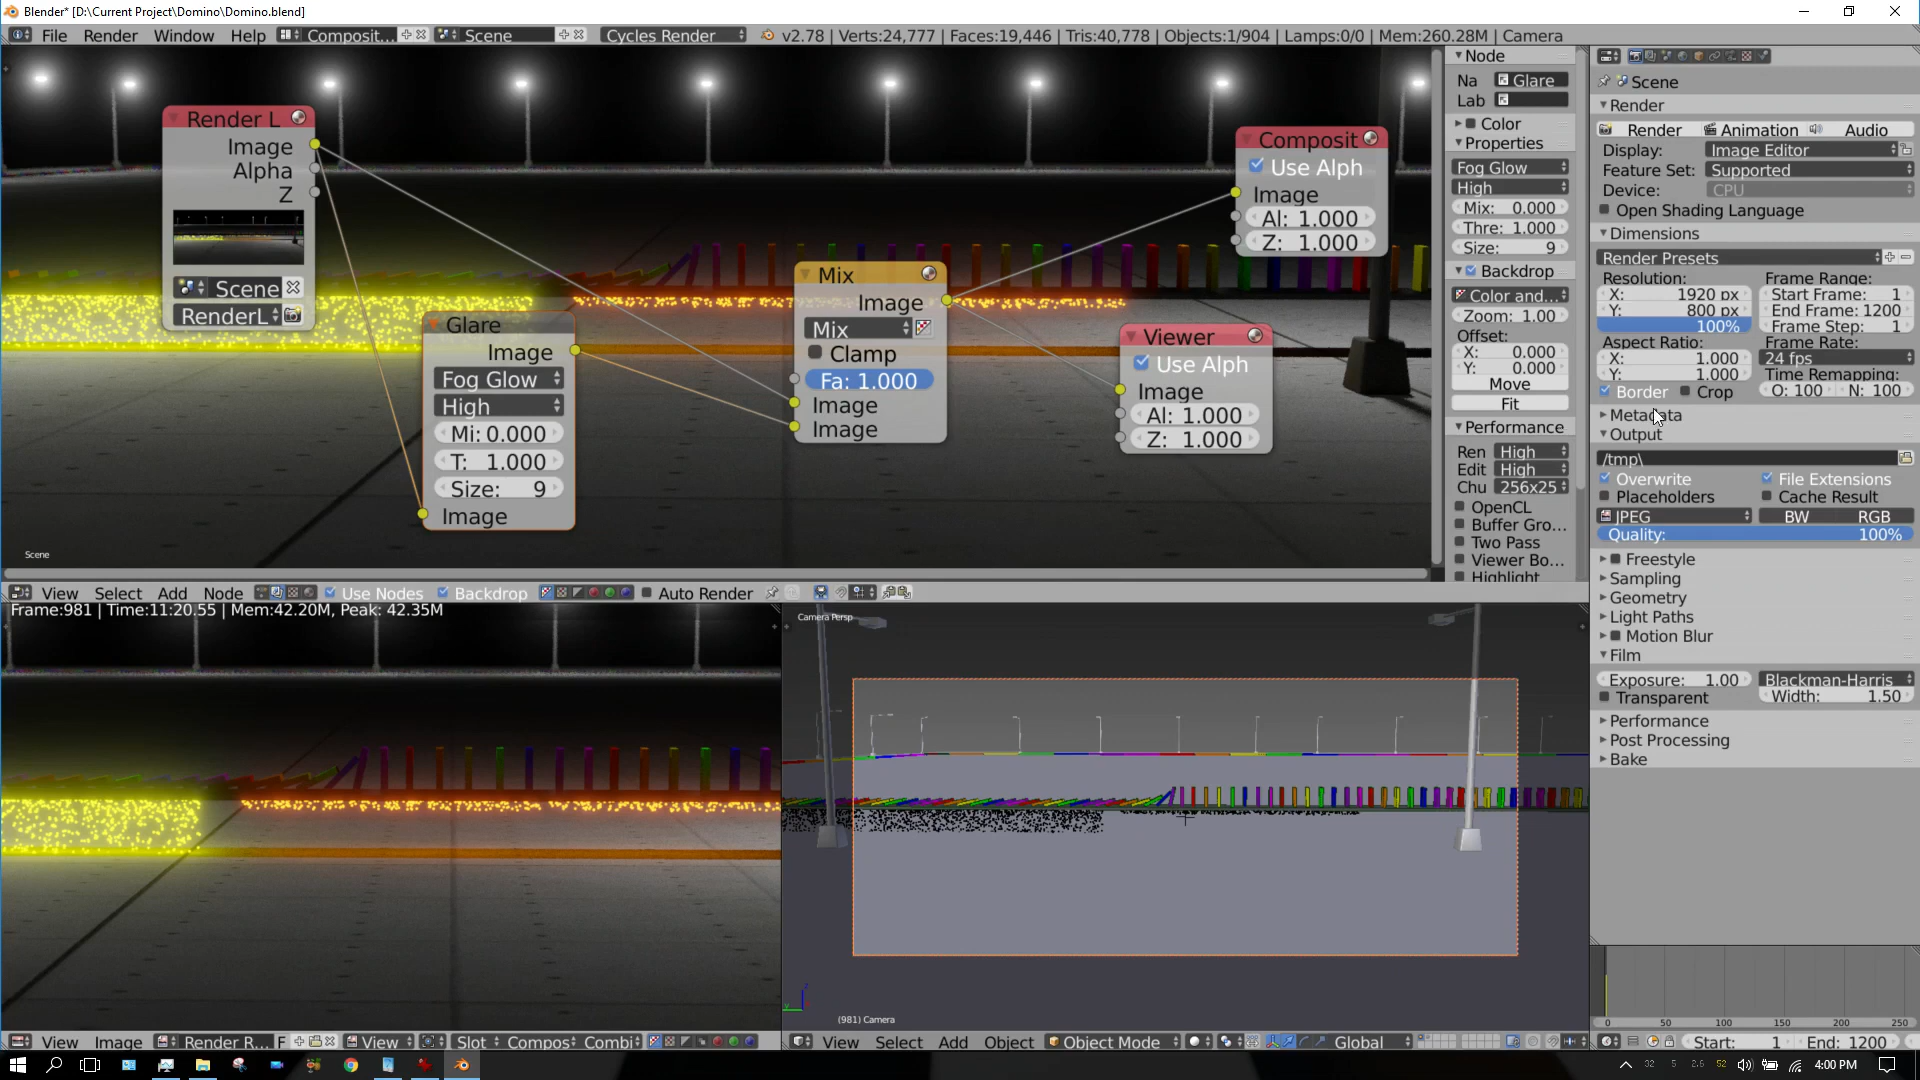 Blender* [D:\Current Project\Domino\Domino.blend]
File Render Window Help Composit... Scene Cycles Render v2.78 | Verts:24,777 | Faces:19,446 | Tris:40,778 | Objects:1/904 | Lamps:0/0 | Mem:260.28M | Camera
Render L
Image
Alpha
Z
Scene
RenderL
Glare
Image
Fog Glow
High
Mi: 0.000
T: 1.000
Size: 9
Image
Mix
Image
Mix
Clamp
Fa: 1.000
Image
Image
Composit
Use Alph
Image
Al: 1.000
Z: 1.000
Viewer
Use Alph
Image
Al: 1.000
Z: 1.000
Scene
Node
Na Glare
Lab
Color
Properties
Fog Glow
High
Mix: 0.000
Thre: 1.000
Size: 9
Backdrop
Color and...
Zoom: 1.00
Offset:
X: 0.000
Y: 0.000
Move
Fit
Performance
Ren High
Edit High
Chu 256x25
OpenCL
Buffer Gro...
Two Pass
Viewer Bo...
Highlight
Scene
Render
Render Animation Audio
Display: Image Editor
Feature Set: Supported
Device: CPU
Open Shading Language
Dimensions
Render Presets
Resolution: Frame Range:
X: 1920 px Start Frame: 1
Y: 800 px End Frame: 1200
100% Frame Step: 1
Aspect Ratio: Frame Rate:
X: 1.000 24 fps
Y: 1.000 Time Remapping:
Border Crop O: 100 N: 100
Metadata
Output
/tmp\
Overwrite File Extensions
Placeholders Cache Result
JPEG BW RGB
Quality: 100%
Freestyle
Sampling
Geometry
Light Paths
Motion Blur
Film
Exposure: 1.00 Blackman-Harris
Transparent Width: 1.50
Performance
Post Processing
Bake
View Select Add Node Use Nodes Backdrop Auto Render
Frame:981 | Time:11:20.55 | Mem:42.20M, Peak: 42.35M
Camera Persp
(981) Camera
View Image Render R... F View Slot Compos Combi
View Select Add Object Object Mode Global
0 50 100 150 200 250
Start: 1 End: 1200
32 5 2.6 52 4:00 PM